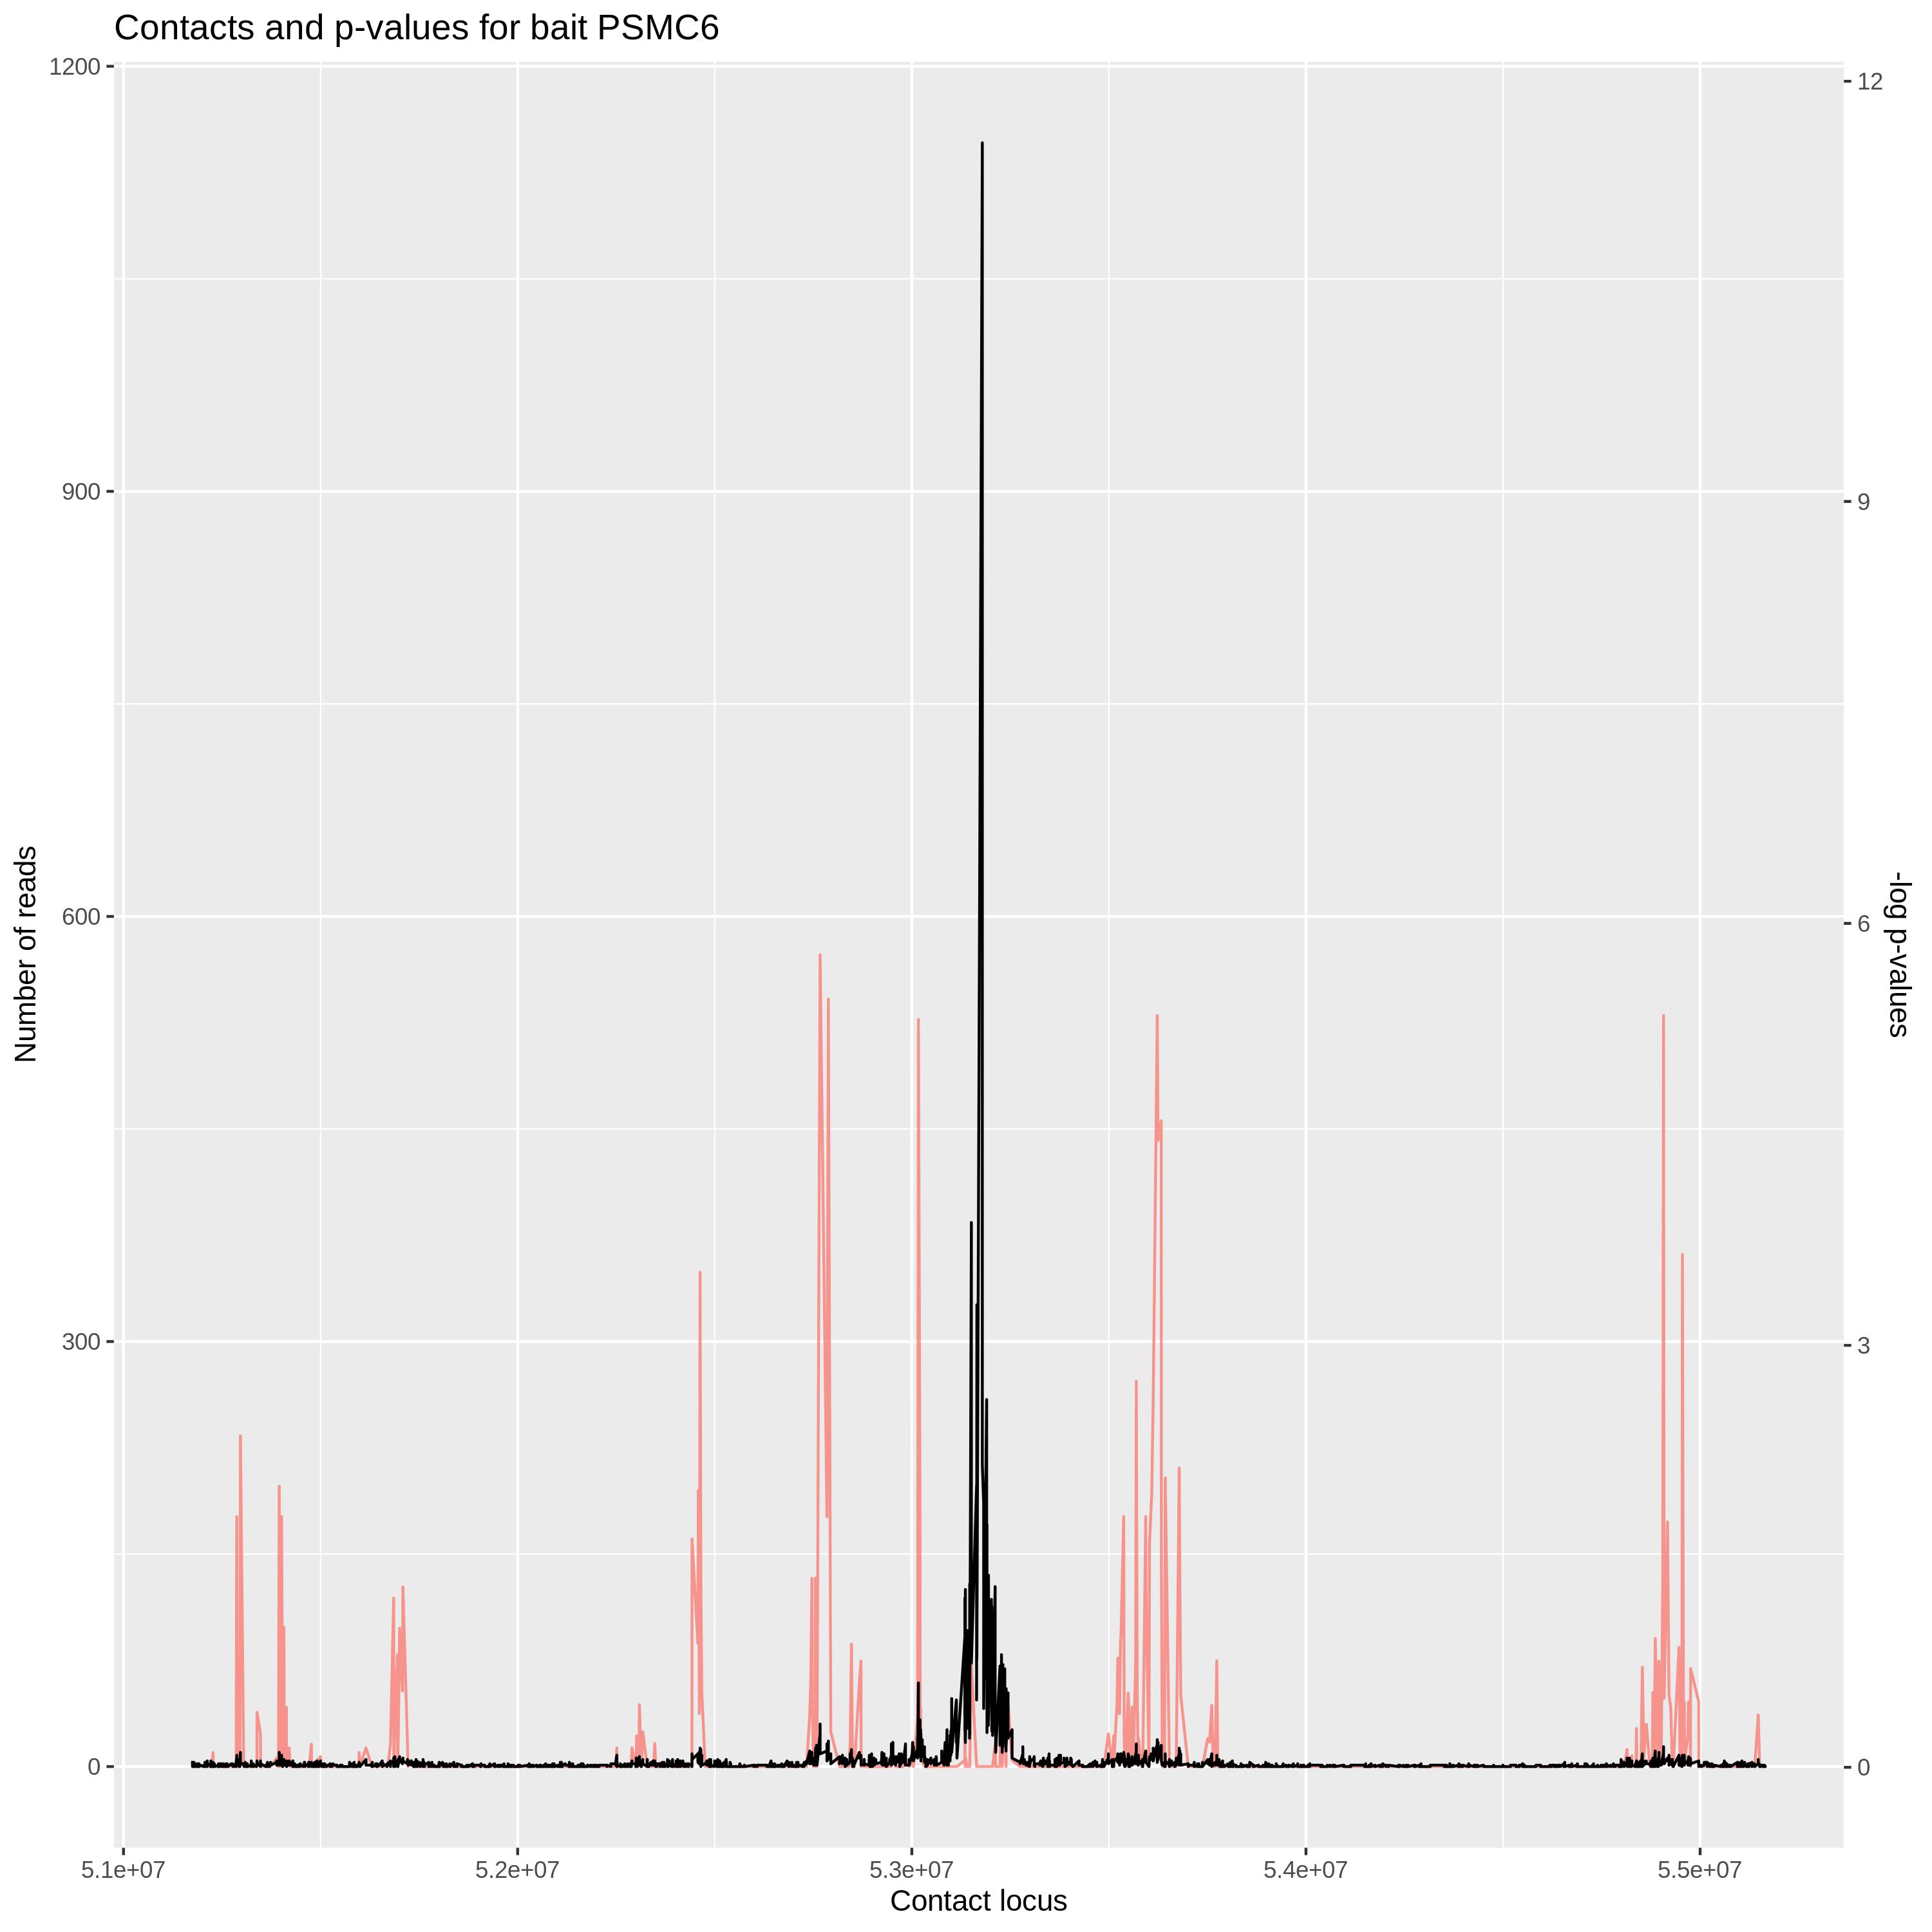 Contacts and p-values for bait PSMC6
1200
900
600
300
0
Number of reads
12
9
6
3
0
-log p-values
5.1e+07 5.2e+07 5.3e+07 5.4e+07 5.5e+07
Contact locus